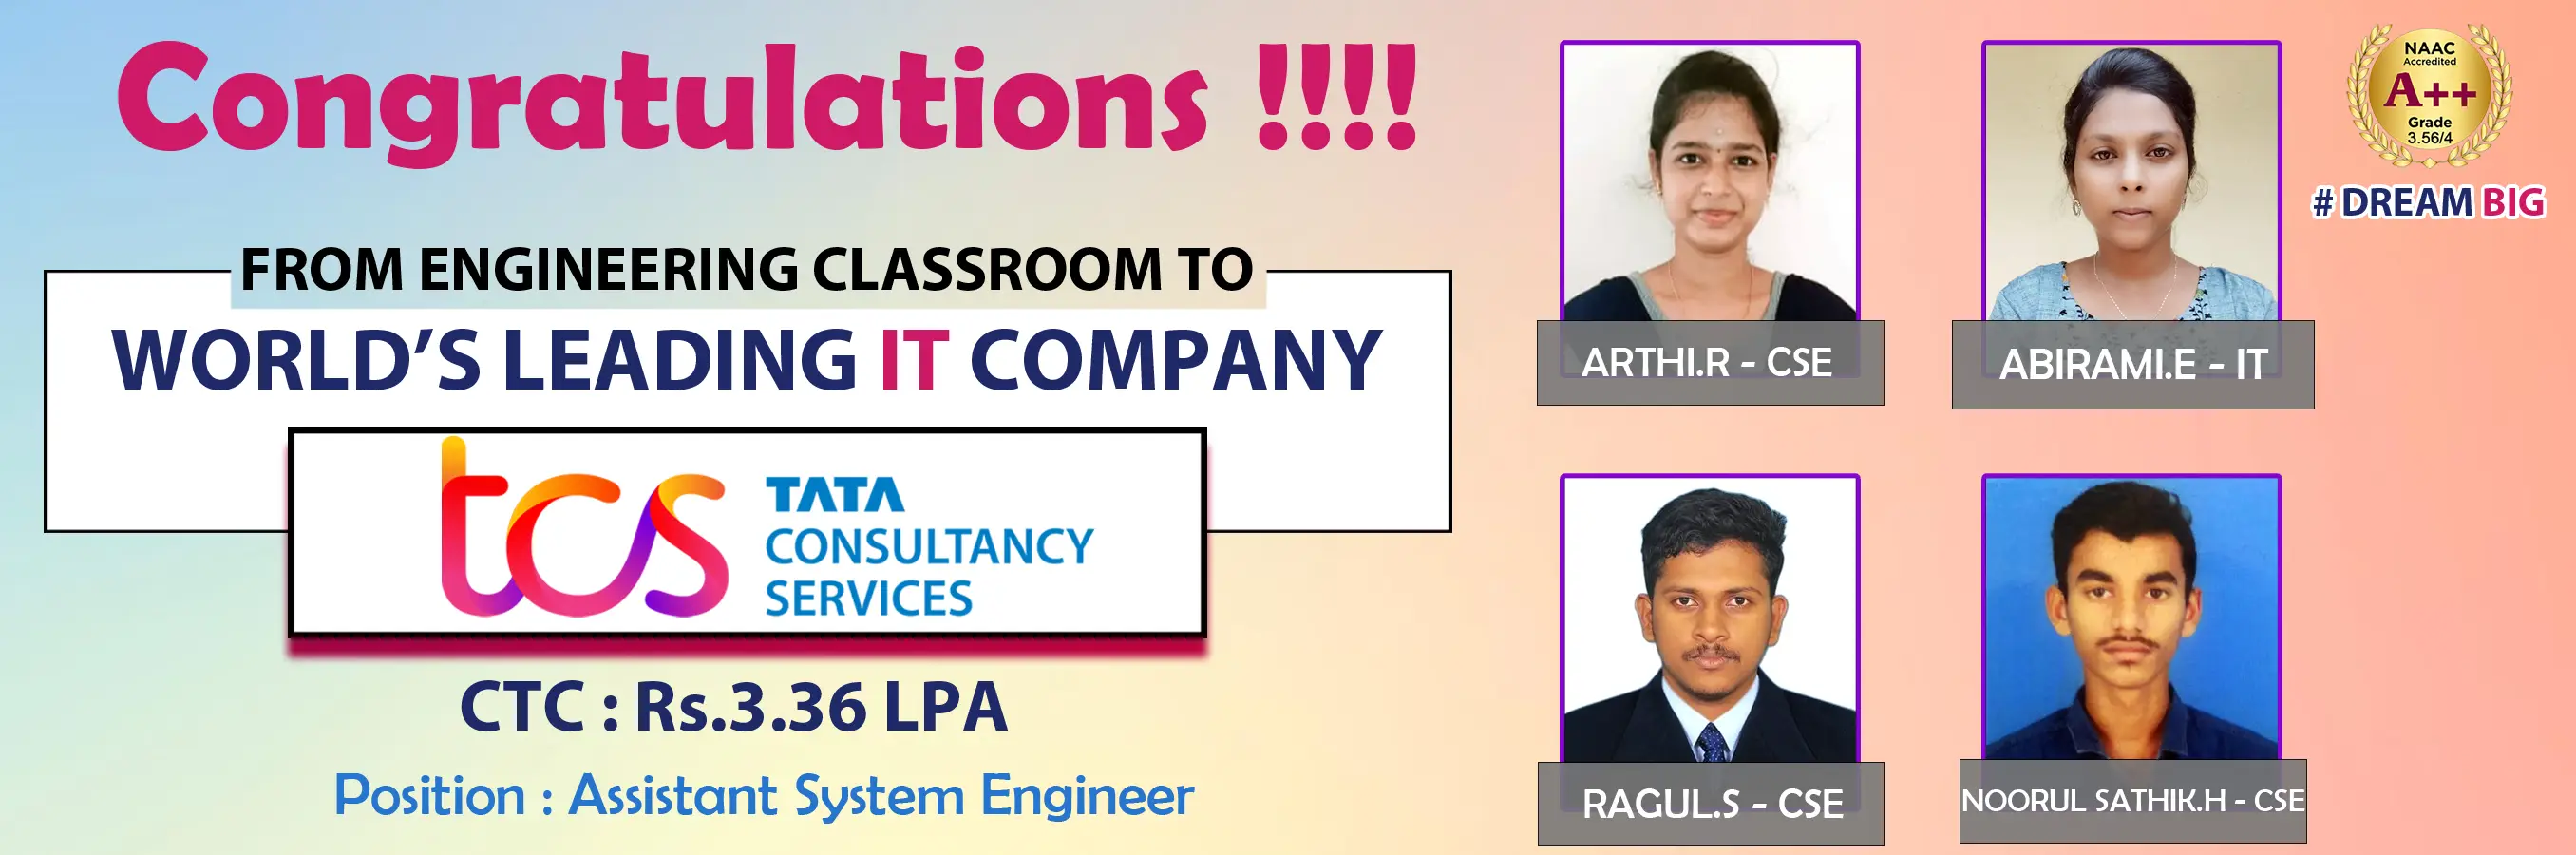 Congratulations !!!!
FROM ENGINEERING CLASSROOM TO
WORLD'S LEADING IT COMPANY
tcs
TATA
CONSULTANCY
SERVICES
CTC : Rs.3.36 LPA
Position : Assistant System Engineer
ARTHI.R - CSE
ABIRAMI.E - IT
RAGUL.S - CSE
NOORUL SATHIK.H - CSE
NAAC
Accredited
A++
Grade
3.56/4
# DREAM BIG